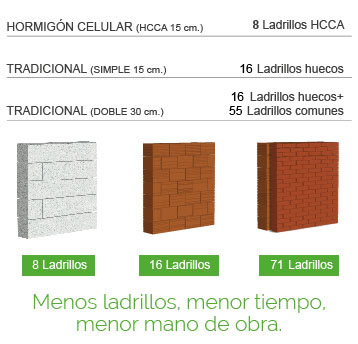 HORMIGÓN CELULAR (HCCA 15 cm.) 8 Ladrillos HCCA
TRADICIONAL (SIMPLE 15 cm.) 16 Ladrillos huecos
16 Ladrillos huecos+
TRADICIONAL (DOBLE 30 cm.) 55 Ladrillos comunes
8 Ladrillos 16 Ladrillos 71 Ladrillos
Menos ladrillos, menor tiempo,
menor mano de obra.